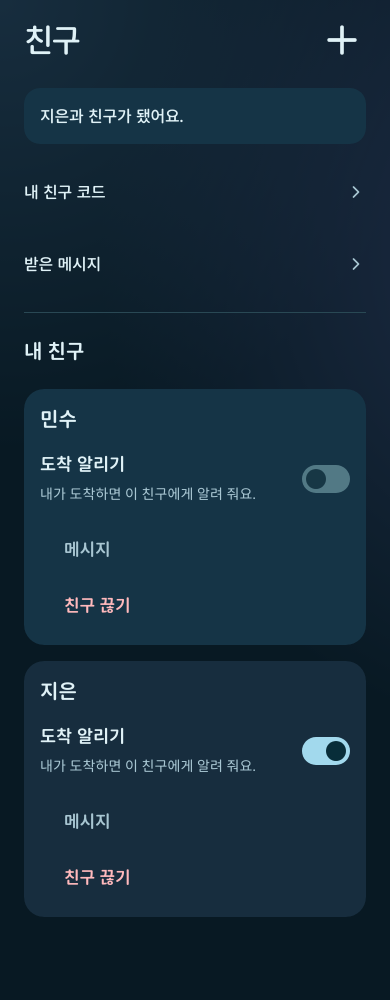 친구
지은과 친구가 됐어요.
내 친구 코드
받은 메시지
내 친구
민수
도착 알리기
내가 도착하면 이 친구에게 알려 줘요.
메시지
친구 끊기
지은
도착 알리기
내가 도착하면 이 친구에게 알려 줘요.
메시지
친구 끊기